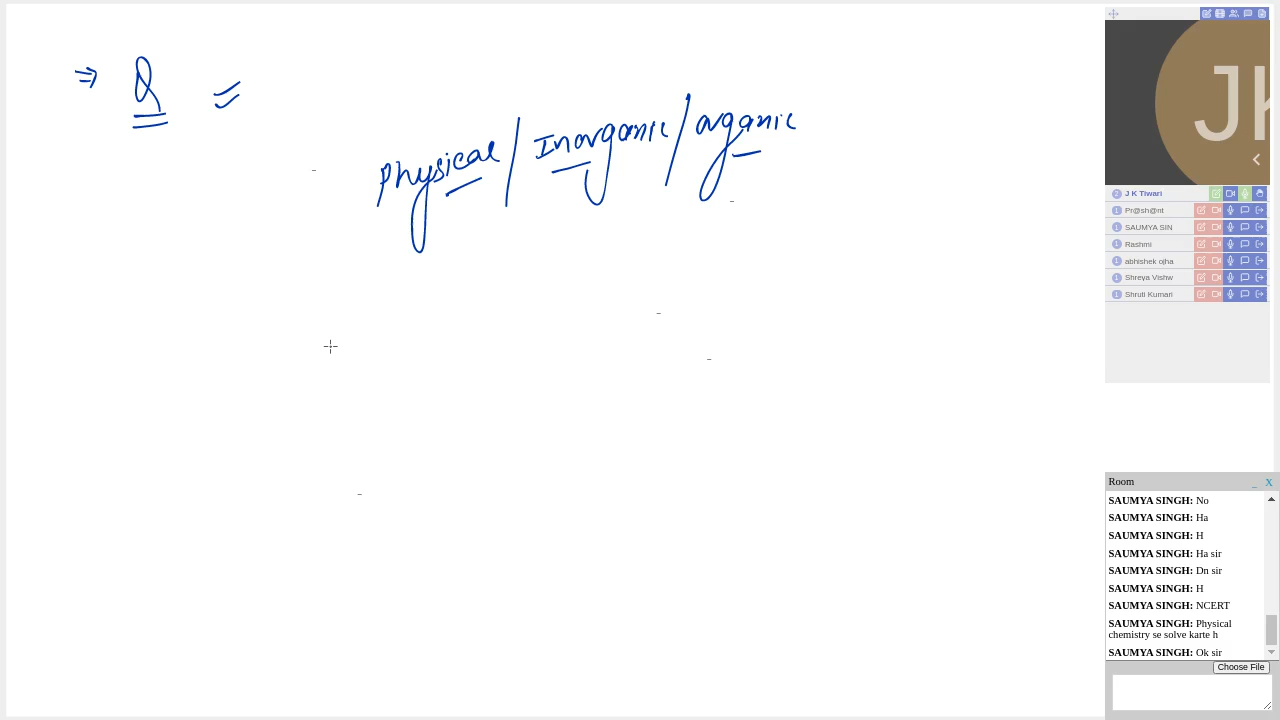 ⇒ Q =
Physical / Inorganic / organic
JK
J K Tiwari
Pr@sh@nt
SAUMYA SIN
Rashmi
abhishek ojha
Shreya Vishw
Shruti Kumari
Room _ X
SAUMYA SINGH: No
SAUMYA SINGH: Ha
SAUMYA SINGH: H
SAUMYA SINGH: Ha sir
SAUMYA SINGH: Dn sir
SAUMYA SINGH: H
SAUMYA SINGH: NCERT
SAUMYA SINGH: Physical
chemistry se solve karte h
SAUMYA SINGH: Ok sir
Choose File